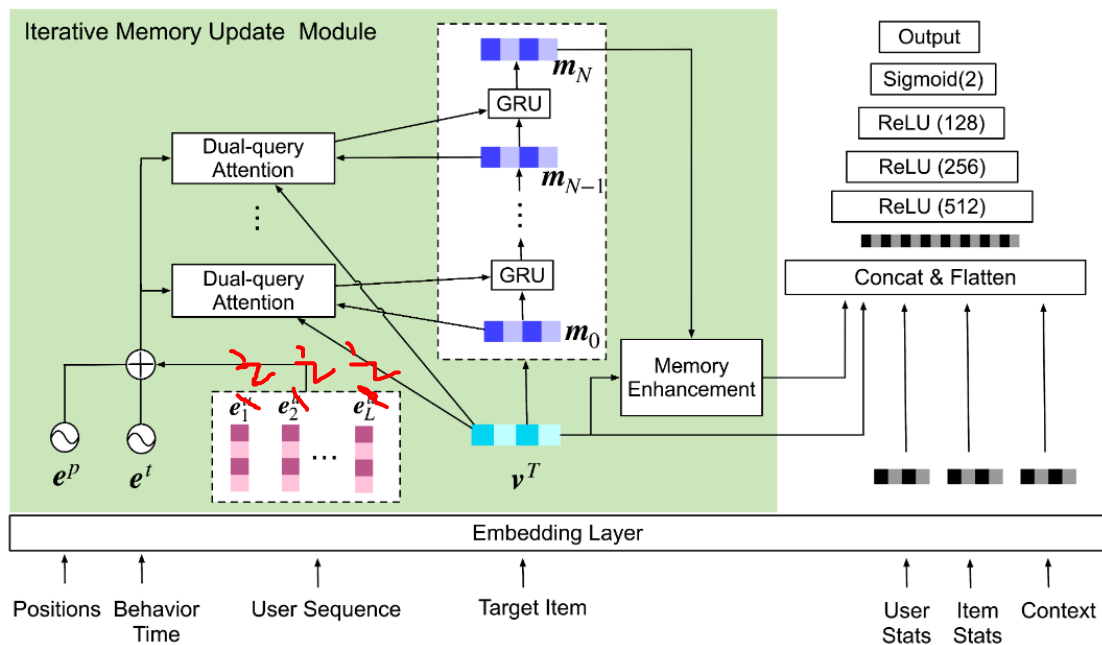 Iterative Memory Update Module
Output
Sigmoid(2)
ReLU (128)
ReLU (256)
ReLU (512)
Concat & Flatten
m_N
GRU
m_{N−1}
Dual-query
Attention
⋮
⋮
GRU
Dual-query
Attention
m_0
Memory
Enhancement
e_1
e_2
e_L
...
e^p
e^t
v^T
Embedding Layer
Positions
Behavior
Time
User Sequence
Target Item
User
Stats
Item
Stats
Context